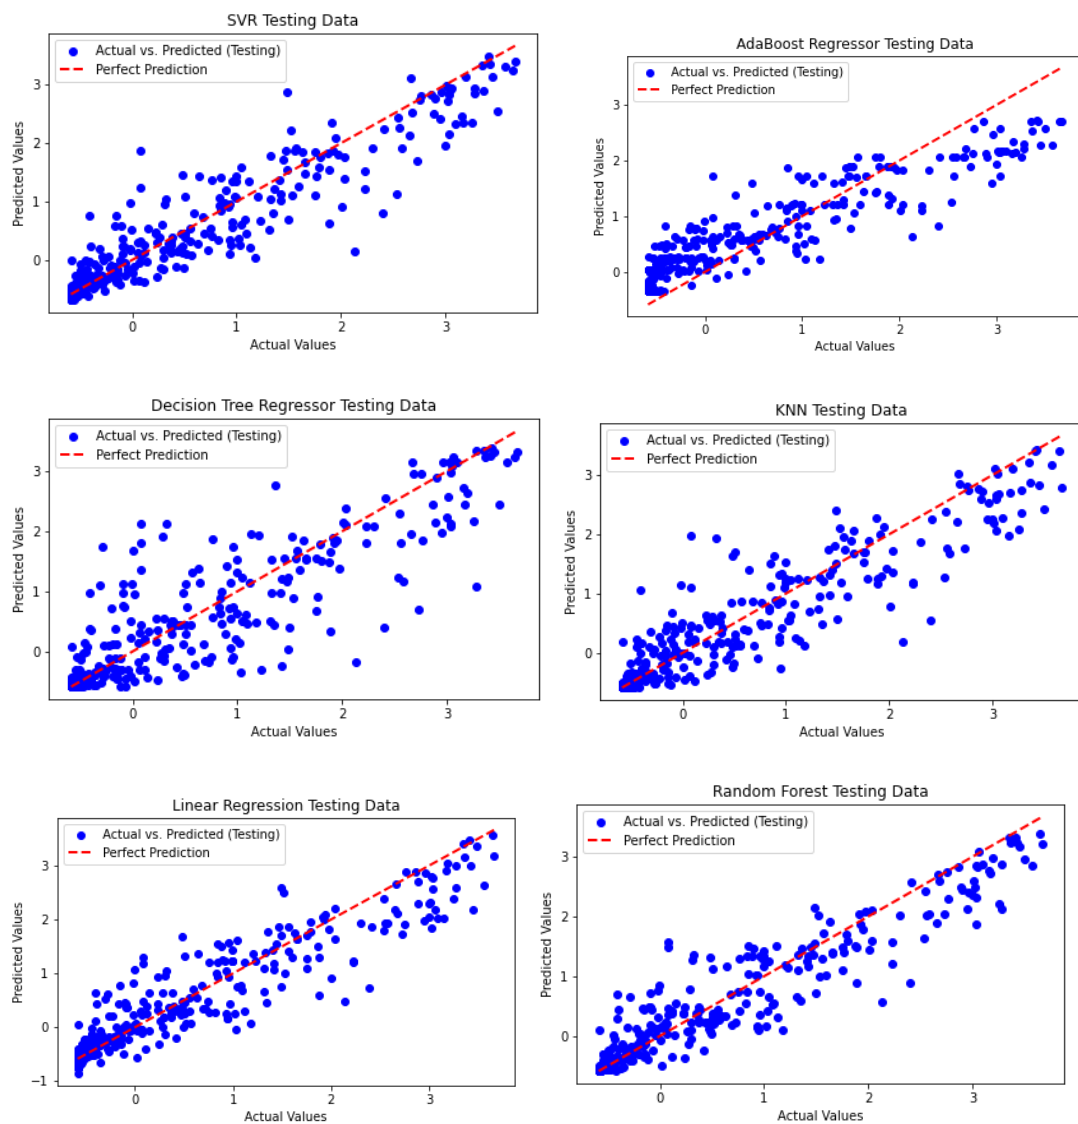 SVR Testing Data
Actual vs. Predicted (Testing)
Perfect Prediction
3
2
1
0
Predicted Values
0 1 2 3
Actual Values
AdaBoost Regressor Testing Data
Actual vs. Predicted (Testing)
Perfect Prediction
3
2
1
0
Predicted Values
0 1 2 3
Actual Values
Decision Tree Regressor Testing Data
Actual vs. Predicted (Testing)
Perfect Prediction
3
2
1
0
Predicted Values
0 1 2 3
Actual Values
KNN Testing Data
Actual vs. Predicted (Testing)
Perfect Prediction
3
2
1
0
Predicted Values
0 1 2 3
Actual Values
Linear Regression Testing Data
Actual vs. Predicted (Testing)
Perfect Prediction
3
2
1
0
−1
Predicted Values
0 1 2 3
Actual Values
Random Forest Testing Data
Actual vs. Predicted (Testing)
Perfect Prediction
3
2
1
0
Predicted Values
0 1 2 3
Actual Values